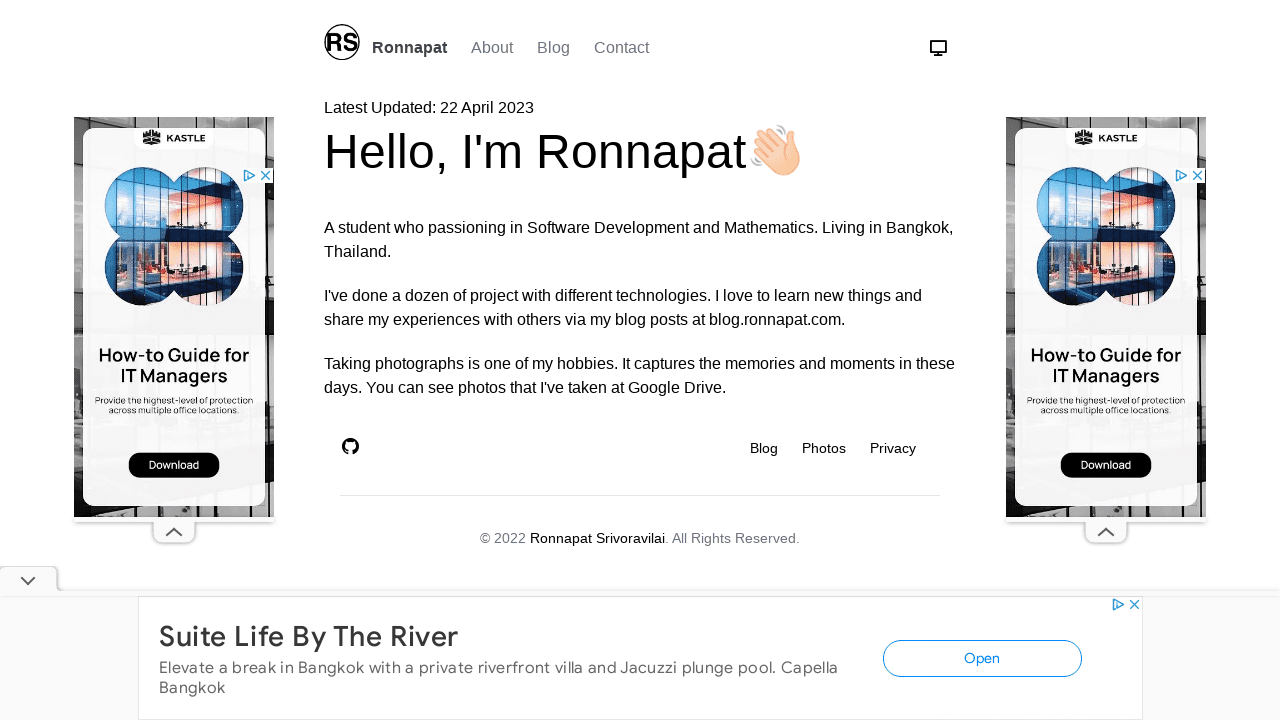 RS
Ronnapat
About
Blog
Contact
Latest Updated: 22 April 2023
Hello, I'm Ronnapat👋🏻
A student who passioning in Software Development and Mathematics. Living in Bangkok,
Thailand.
I've done a dozen of project with different technologies. I love to learn new things and
share my experiences with others via my blog posts at blog.ronnapat.com.
Taking photographs is one of my hobbies. It captures the memories and moments in these
days. You can see photos that I've taken at Google Drive.
Blog
Photos
Privacy
© 2022 Ronnapat Srivoravilai. All Rights Reserved.
KASTLE
How-to Guide for
IT Managers
Provide the highest-level of protection
across multiple office locations.
Download
KASTLE
How-to Guide for
IT Managers
Provide the highest-level of protection
across multiple office locations.
Download
Suite Life By The River
Elevate a break in Bangkok with a private riverfront villa and Jacuzzi plunge pool. Capella
Bangkok
Open